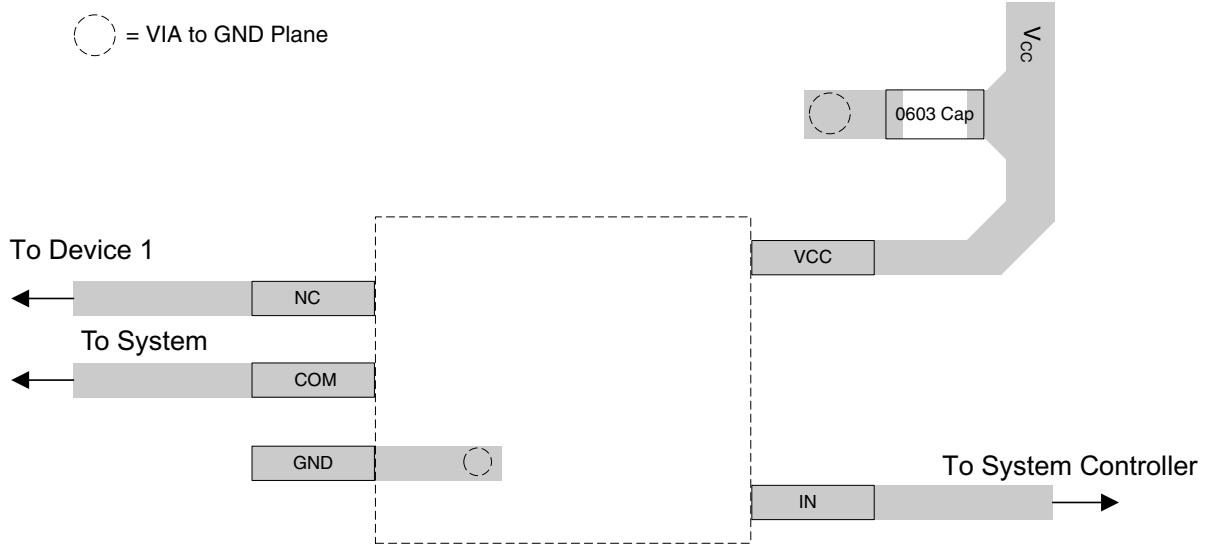 = VIA to GND Plane
VCC
0603 Cap
To Device 1
VCC
NC
To System
COM
GND
To System Controller
IN